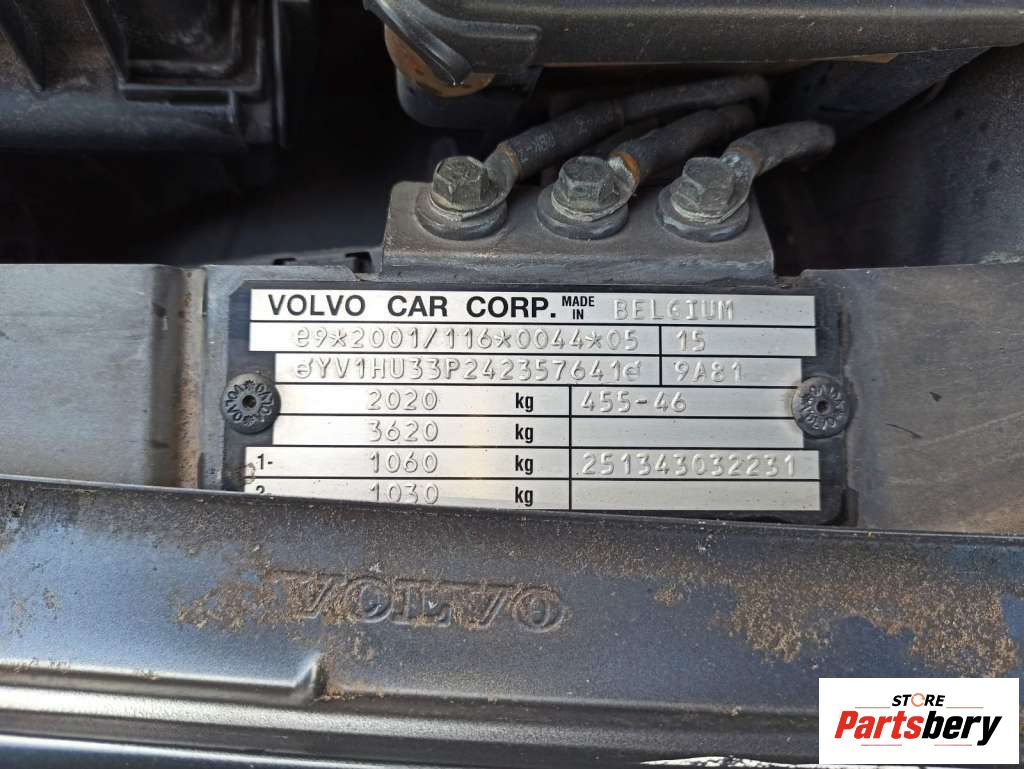 VOLVO CAR CORP. MADE IN BELGIUM
e9*2001/116*0044*05 15
YV1HU33P242357641 9A81
2020 kg 455-46
3620 kg
1- 1060 kg 251343032231
2 1030 kg
VOLVO
STORE
Partsbery